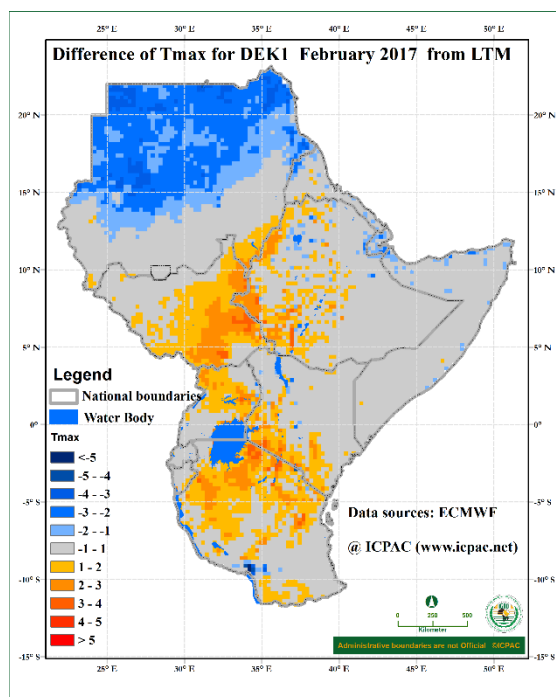 Difference of Tmax for DEK1 February 2017 from LTM
20° N
15° N
10° N
5° N
0°
-5° S
-10° S
-15° S
Legend
National boundaries
Water Body
Tmax
<-5
-5 - -4
-4 - -3
-3 - -2
-2 - -1
-1 - 1
1 - 2
2 - 3
3 - 4
4 - 5
> 5
Data sources: ECMWF
@ ICPAC (www.icpac.net)
0 250 500
Kilometer
Administrative boundaries are not Official ©ICPAC
25° E 30° E 35° E 40° E 45° E 50° E